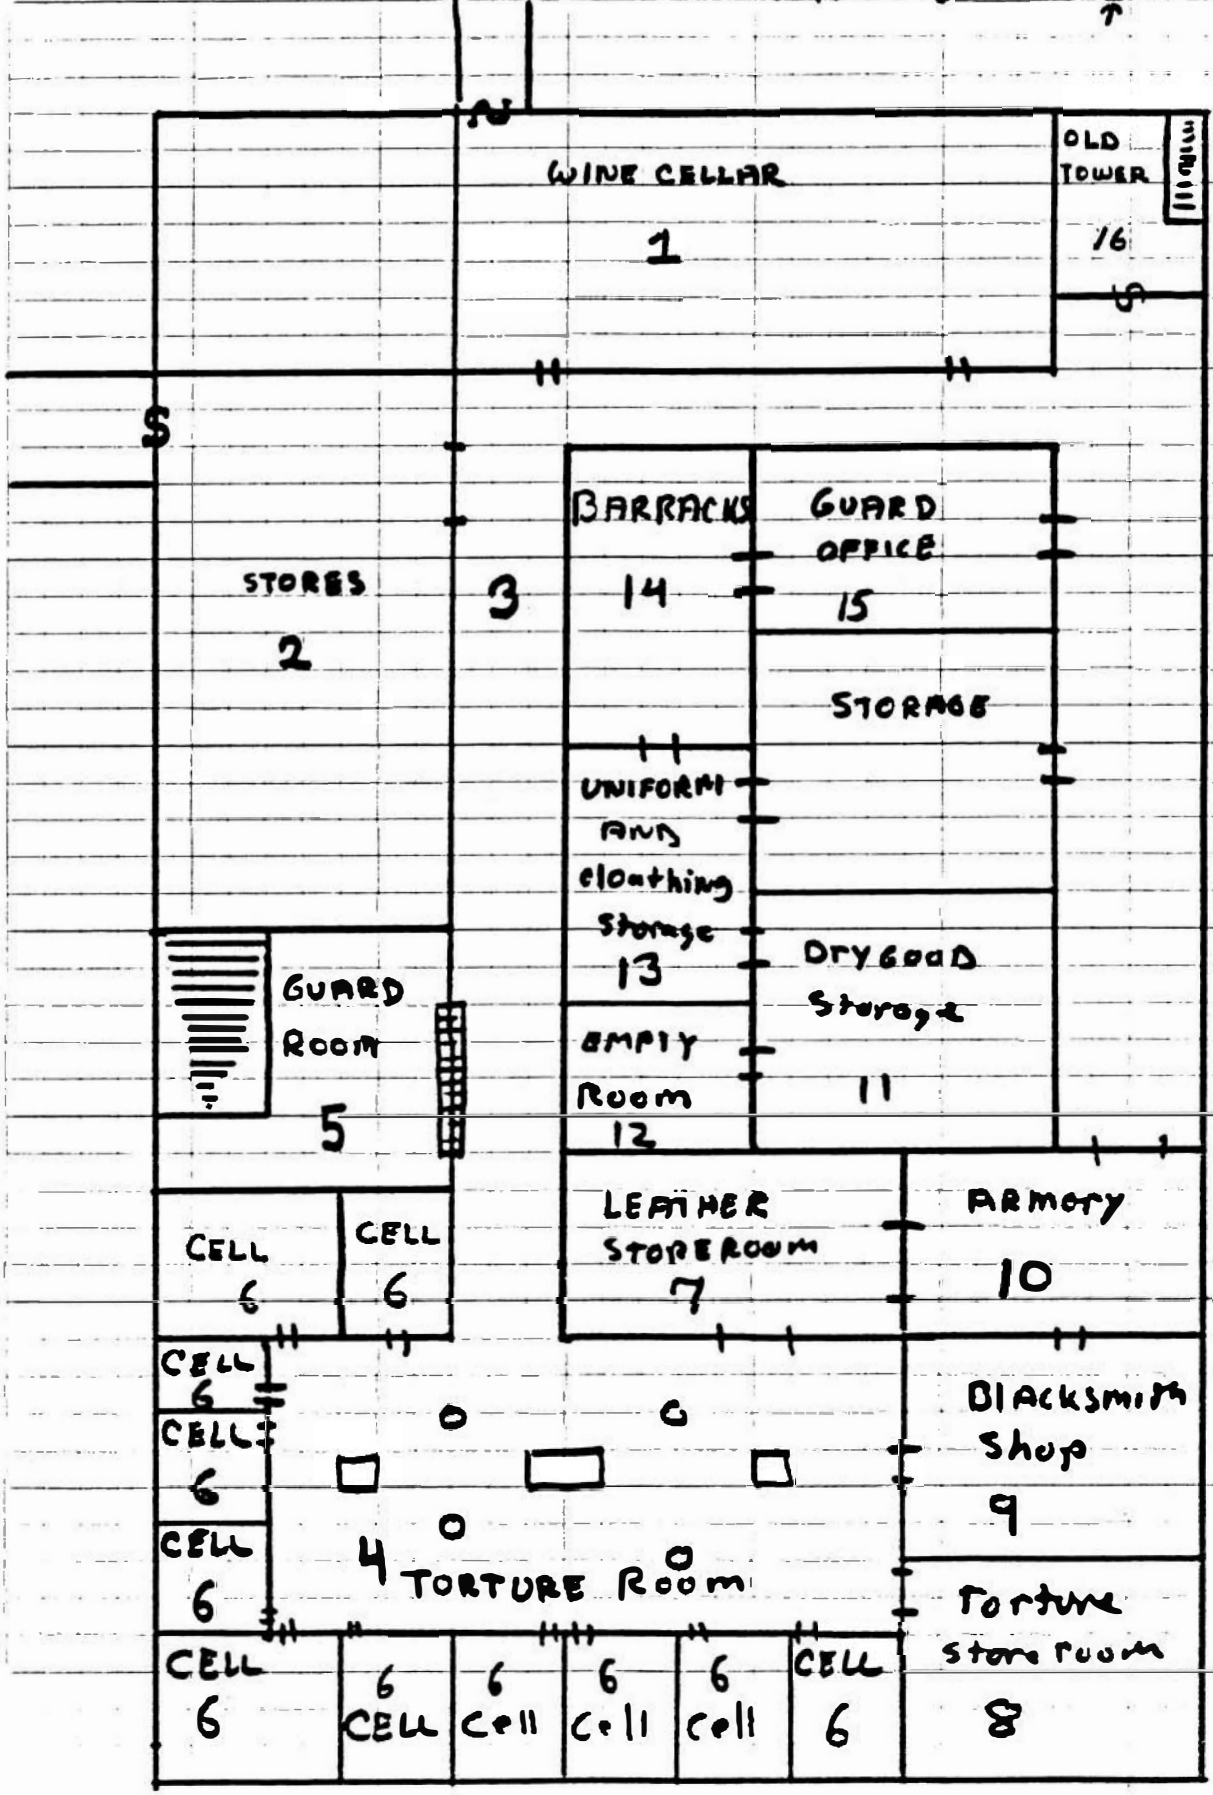 WINE CELLAR
1
OLD
TOWER
16
S
S
S
STORES
2
3
BARRACKS
14
GUARD
OFFICE
15
STORAGE
UNIFORM
AND
cloathing
Storage
13
DRYGOOD
Storage
11
GUARD
ROOM
5
EMPTY
Room
12
CELL
6
CELL
6
LEATHER
STOREROOM
7
ARMORY
10
CELL
6
CELL
6
CELL
6
4 TORTURE ROOM
BlACKsmith
Shop
9
Torture
store room
8
CELL
6
6
CELL
6
Cell
6
Cell
6
Cell
CELL
6